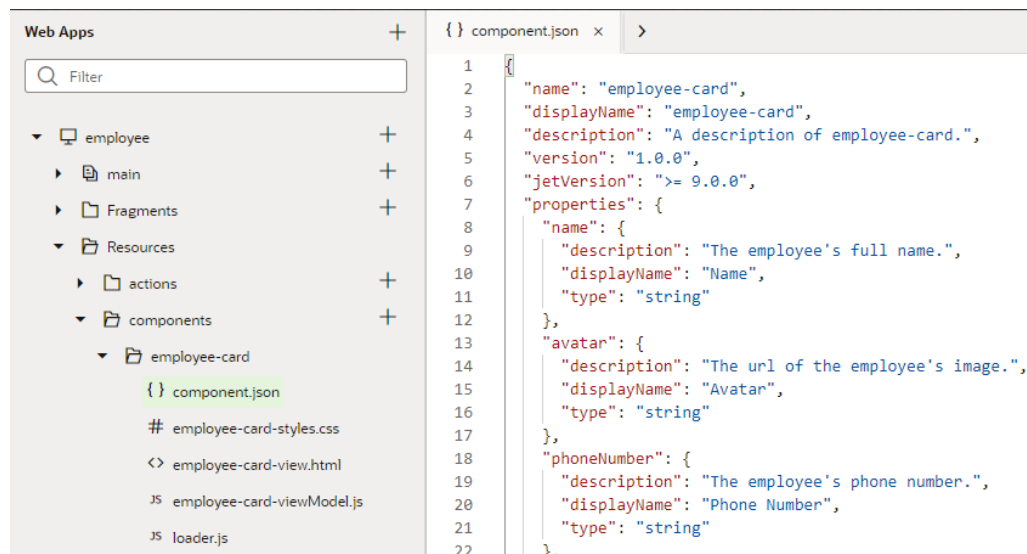 Web Apps
Filter
employee
main
Fragments
Resources
actions
components
employee-card
{ } component.json
# employee-card-styles.css
<> employee-card-view.html
JS employee-card-viewModel.js
JS loader.js
{ } component.json ×
1 {
2 "name": "employee-card",
3 "displayName": "employee-card",
4 "description": "A description of employee-card.",
5 "version": "1.0.0",
6 "jetVersion": ">= 9.0.0",
7 "properties": {
8 "name": {
9 "description": "The employee's full name.",
10 "displayName": "Name",
11 "type": "string"
12 },
13 "avatar": {
14 "description": "The url of the employee's image.",
15 "displayName": "Avatar",
16 "type": "string"
17 },
18 "phoneNumber": {
19 "description": "The employee's phone number.",
20 "displayName": "Phone Number",
21 "type": "string"
22 },